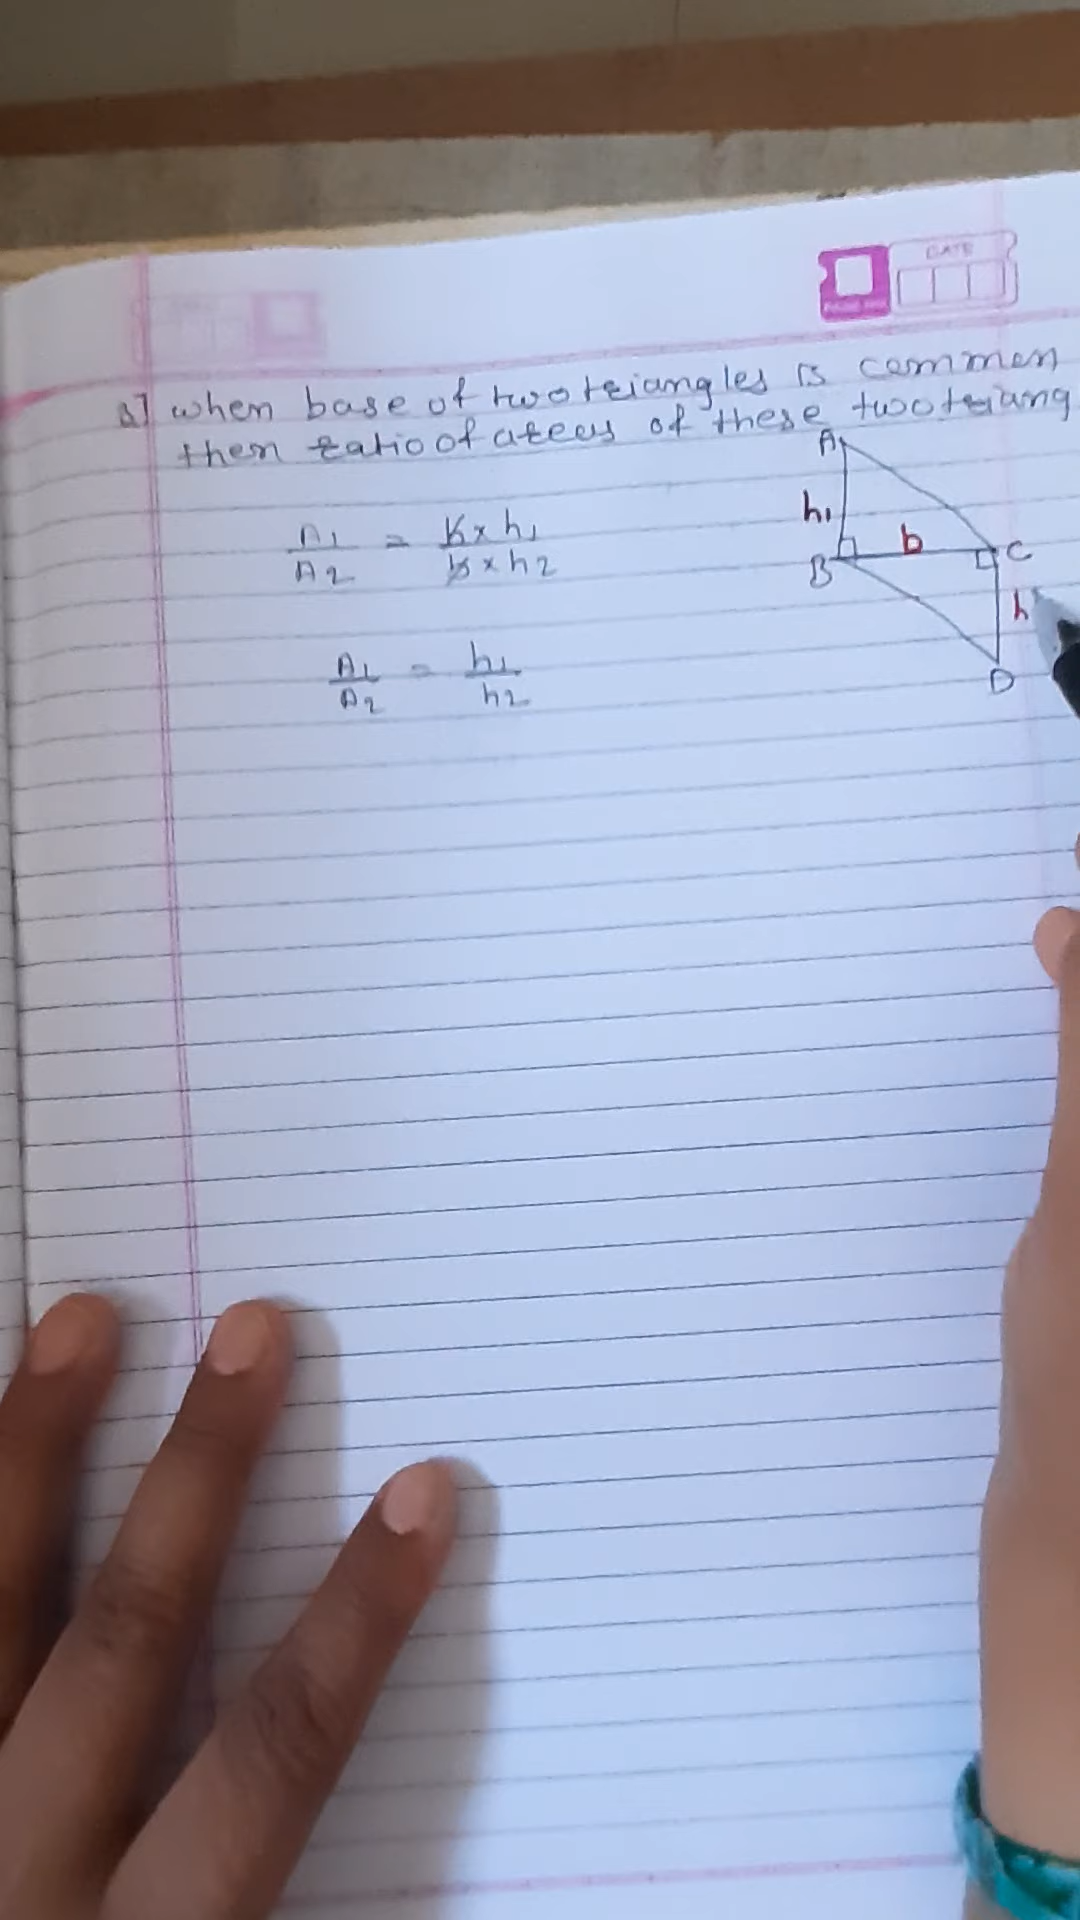 3] when base of two triangles is common
then ratio of areas of these two triang
A1/A2 = b × h1 / b × h2
A1/A2 = h1/h2
DATE
A
h1
b
B
C
h
D